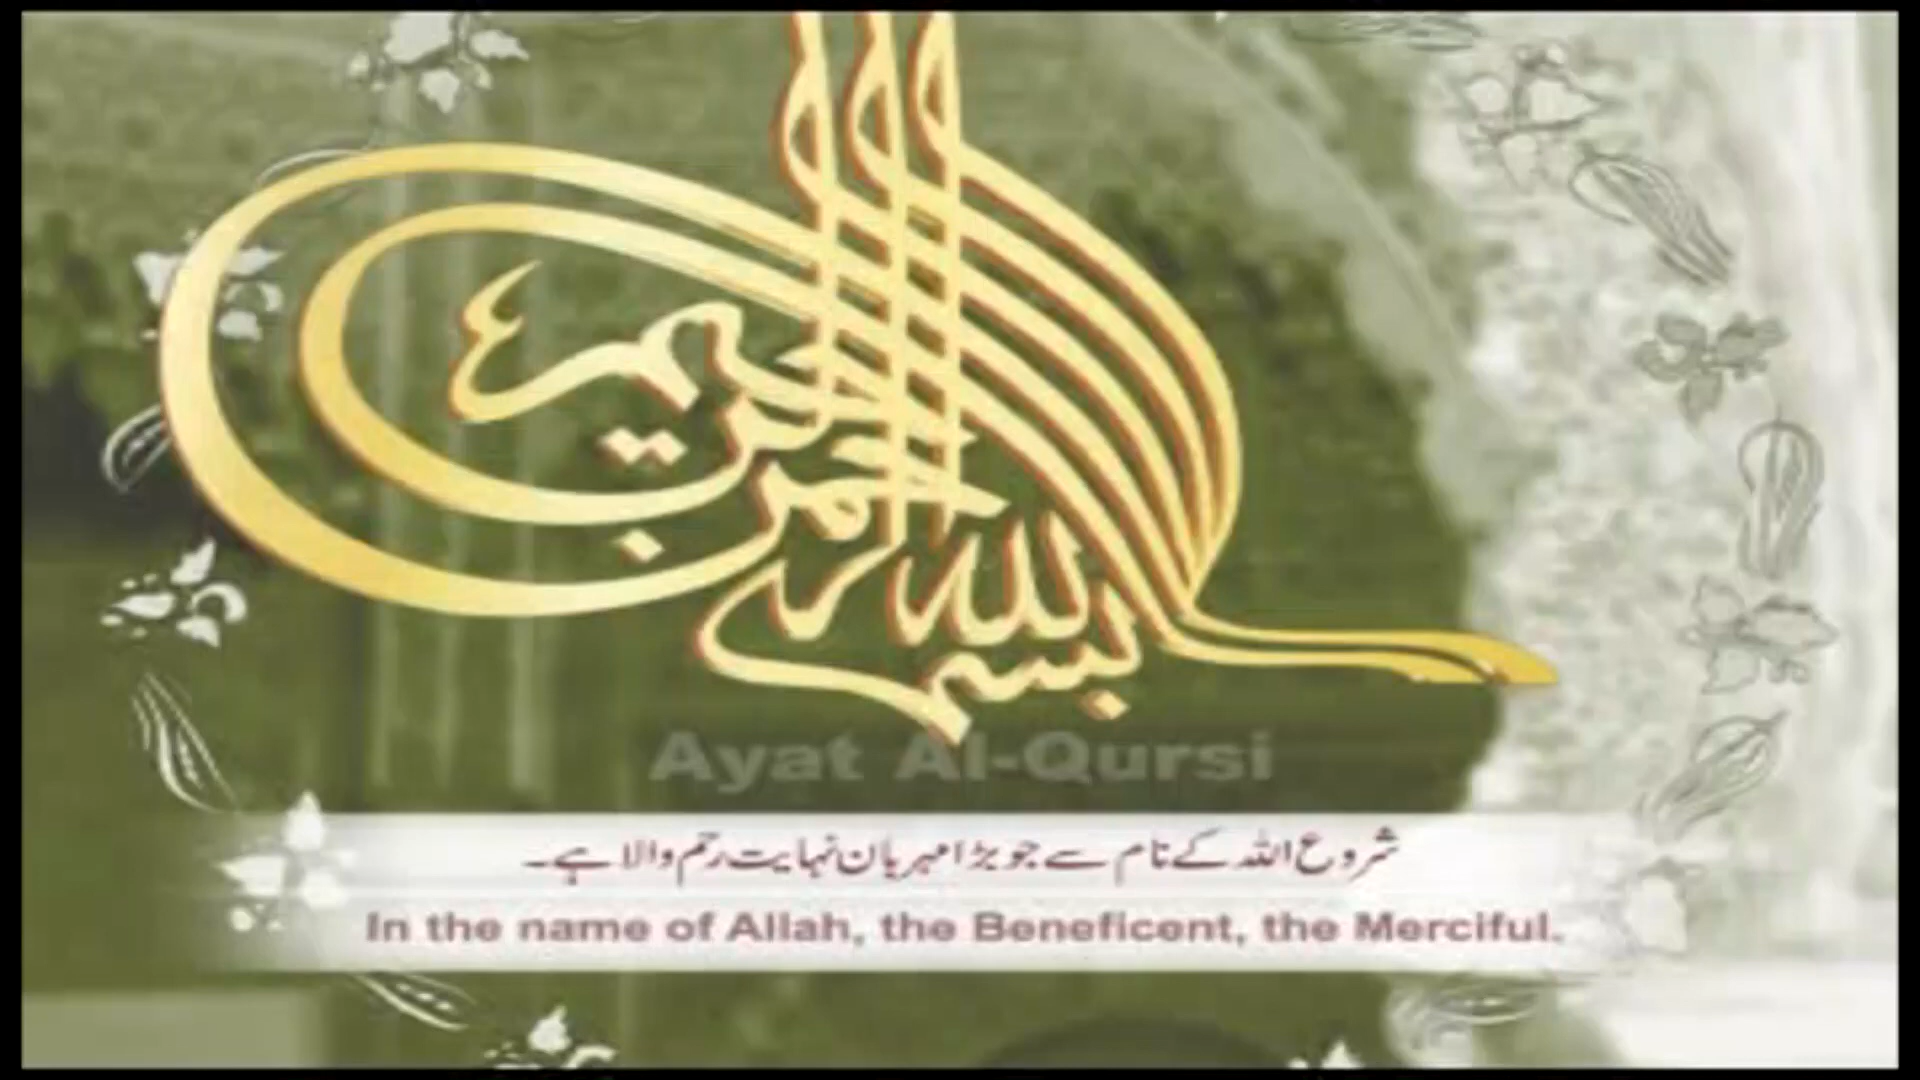 بسم الله الرحمن الرحيم
Ayat Al-Qursi
شروع اللہ کے نام سے جو بڑا مہربان نہایت رحم والا ہے۔
In the name of Allah, the Beneficent, the Merciful.